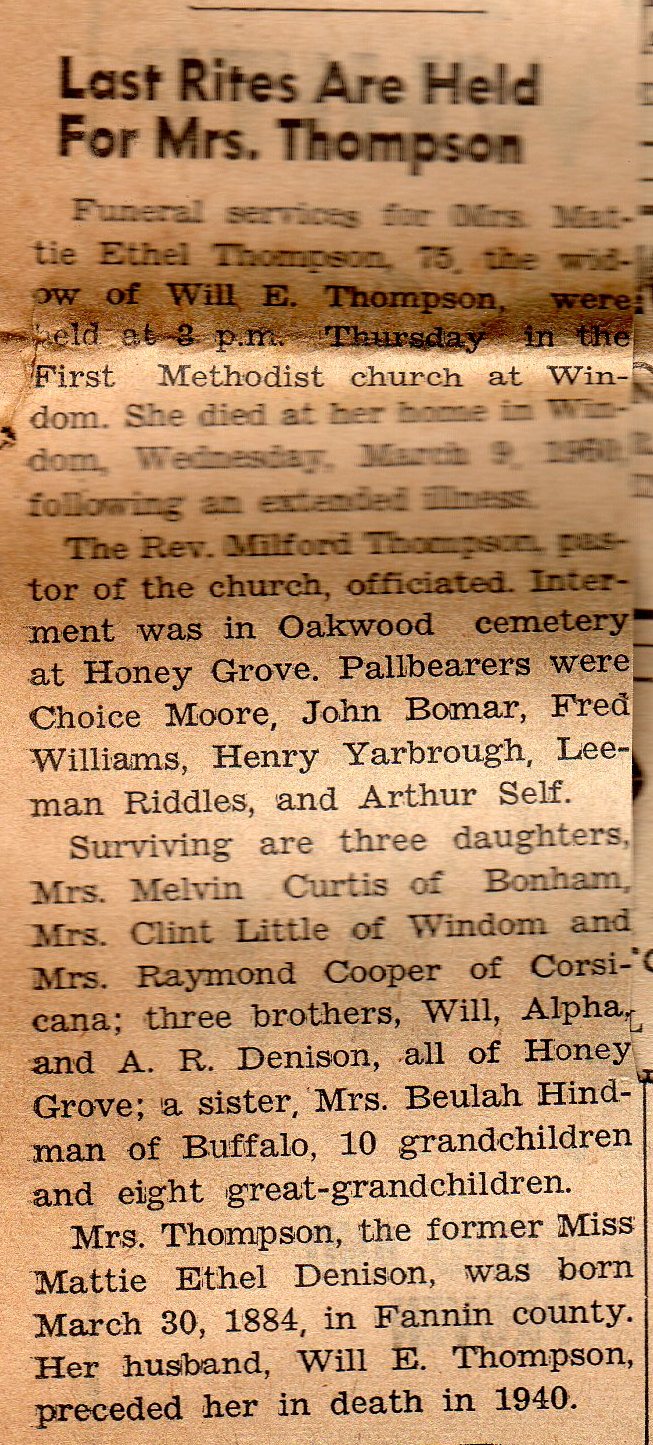 Last Rites Are Held
For Mrs. Thompson
Funeral services for Mrs. Mat-
tie Ethel Thompson, 75, the wid-
ow of Will E. Thompson, were
held at 3 p.m. Thursday in the
First Methodist church at Win-
dom. She died at her home in Win-
dom, Wednesday, March 9, 1960,
following an extended illness.
The Rev. Milford Thompson, pas-
tor of the church, officiated. Inter-
ment was in Oakwood cemetery
at Honey Grove. Pallbearers were
Choice Moore, John Bomar, Fred
Williams, Henry Yarbrough, Lee-
man Riddles, and Arthur Self.
Surviving are three daughters,
Mrs. Melvin Curtis of Bonham,
Mrs. Clint Little of Windom and
Mrs. Raymond Cooper of Corsi-
cana; three brothers, Will, Alpha,
and A. R. Denison, all of Honey
Grove; a sister, Mrs. Beulah Hind-
man of Buffalo, 10 grandchildren
and eight great-grandchildren.
Mrs. Thompson, the former Miss
Mattie Ethel Denison, was born
March 30, 1884, in Fannin county.
Her husband, Will E. Thompson,
preceded her in death in 1940.